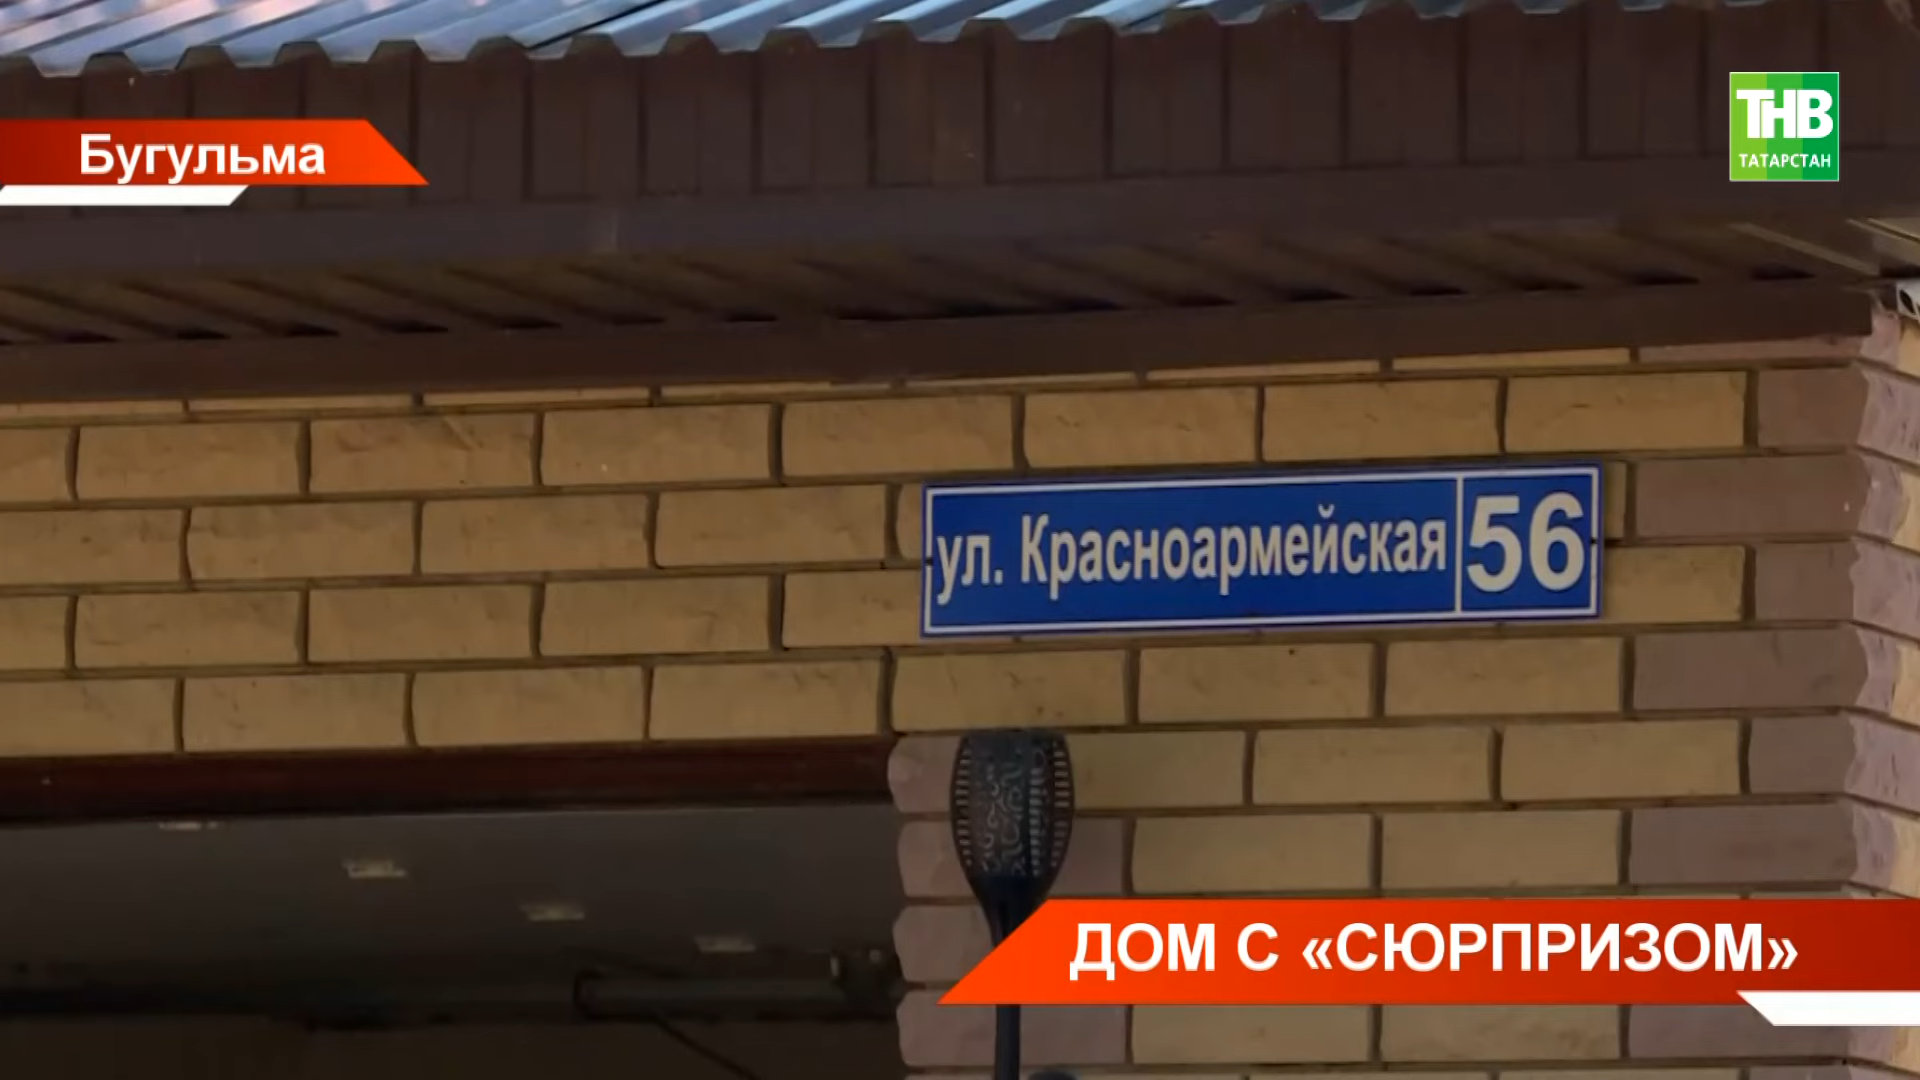 Бугульма
ТНВ
ТАТАРСТАН
ул. Красноармейская 56
ДОМ С «СЮРПРИЗОМ»